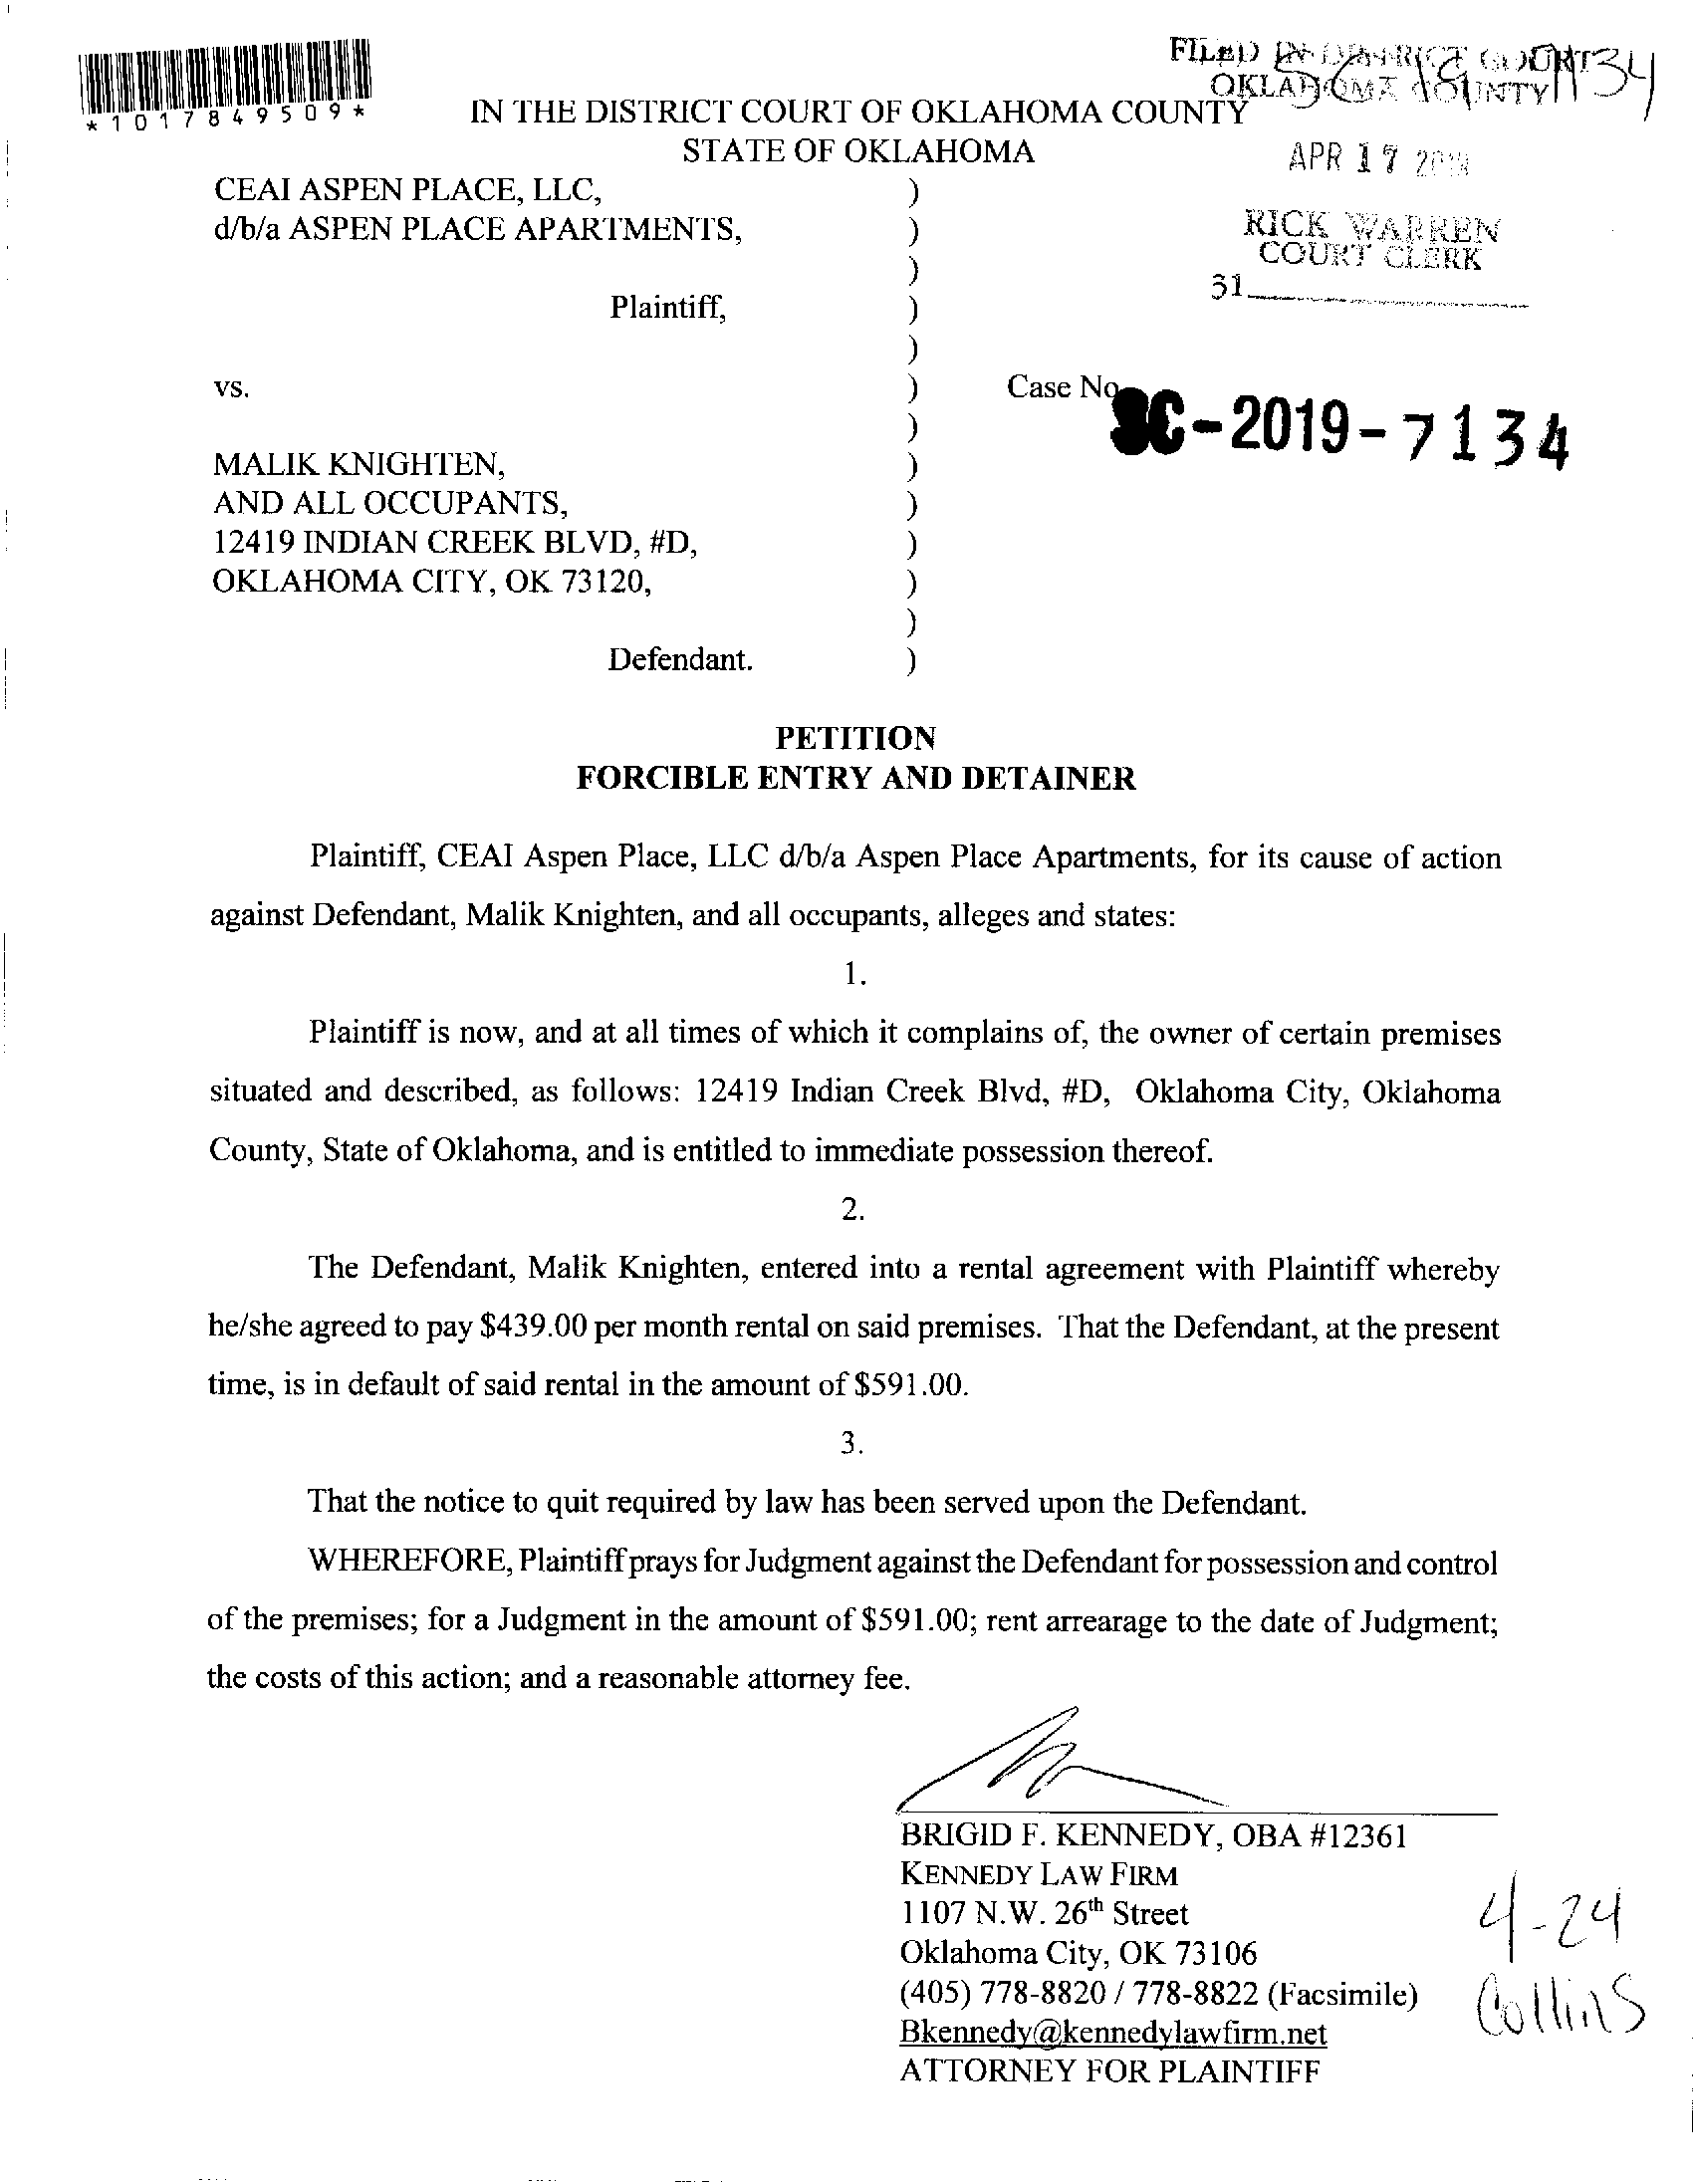 *1017849509*
FILED IN DISTRICT COURT
OKLAHOMA COUNTY
SC-19-7134
IN THE DISTRICT COURT OF OKLAHOMA COUNTY
STATE OF OKLAHOMA
APR 17 2019
RICK WARREN
COURT CLERK
31
CEAI ASPEN PLACE, LLC, )
d/b/a ASPEN PLACE APARTMENTS, )
)
Plaintiff, )
)
vs. ) Case No.
SC-2019-7134
)
MALIK KNIGHTEN, )
AND ALL OCCUPANTS, )
12419 INDIAN CREEK BLVD, #D, )
OKLAHOMA CITY, OK 73120, )
)
Defendant. )
PETITION
FORCIBLE ENTRY AND DETAINER
Plaintiff, CEAI Aspen Place, LLC d/b/a Aspen Place Apartments, for its cause of action
against Defendant, Malik Knighten, and all occupants, alleges and states:
1.
Plaintiff is now, and at all times of which it complains of, the owner of certain premises
situated and described, as follows: 12419 Indian Creek Blvd, #D, Oklahoma City, Oklahoma
County, State of Oklahoma, and is entitled to immediate possession thereof.
2.
The Defendant, Malik Knighten, entered into a rental agreement with Plaintiff whereby
he/she agreed to pay $439.00 per month rental on said premises. That the Defendant, at the present
time, is in default of said rental in the amount of $591.00.
3.
That the notice to quit required by law has been served upon the Defendant.
WHEREFORE, Plaintiff prays for Judgment against the Defendant for possession and control
of the premises; for a Judgment in the amount of $591.00; rent arrearage to the date of Judgment;
the costs of this action; and a reasonable attorney fee.
BRIGID F. KENNEDY, OBA #12361
KENNEDY LAW FIRM
1107 N.W. 26th Street
Oklahoma City, OK 73106
(405) 778-8820 / 778-8822 (Facsimile)
Bkennedy@kennedylawfirm.net
ATTORNEY FOR PLAINTIFF
4-24
Collins